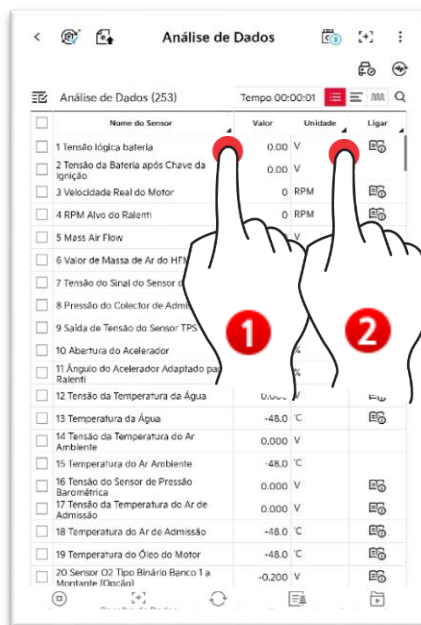 Análise de Dados
Análise de Dados (253)
Tempo 00:00:01
Nome do Sensor
Valor
Unidade
Ligar
1 Tensão lógica bateria
0.00 V
2 Tensão da Bateria após Chave da
Ignição
0.00 V
3 Velocidade Real do Motor
0 RPM
4 RPM Alvo do Ralenti
0 RPM
5 Mass Air Flow
V
6 Valor de Massa de Ar do HFM
7 Tensão do Sinal do Sensor
8 Pressão do Colector de
9 Saída de Tensão do Sensor TPS
1
2
10 Abertura do Acelerador
%
11 Ângulo do Acelerador Adaptado
Ralenti
%
12 Tensão da Temperatura da Água
0.000 V
13 Temperatura da Água
-48.0 °C
14 Tensão da Temperatura do Ar
Ambiente
0.000 V
15 Temperatura do Ar Ambiente
-48.0 °C
16 Tensão do Sensor de Pressão
Barométrica
0.000 V
17 Tensão da Temperatura do Ar de
Admissão
0.000 V
18 Temperatura do Ar de Admissão
-48.0 °C
19 Temperatura do Óleo do Motor
-48.0 °C
20 Sensor O2 Tipo Binário Banco 1 a
Montante (Opção)
-0.200 V